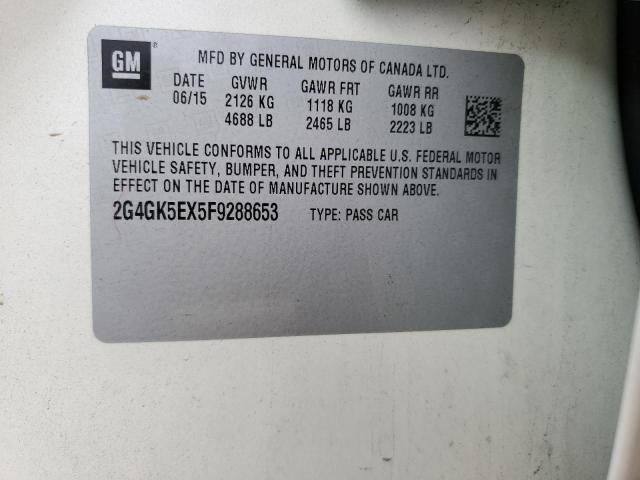 GM ®
MFD BY GENERAL MOTORS OF CANADA LTD.
DATE GVWR GAWR FRT GAWR RR
06/15 2126 KG 1118 KG 1008 KG
4688 LB 2465 LB 2223 LB
THIS VEHICLE CONFORMS TO ALL APPLICABLE U.S. FEDERAL MOTOR
VEHICLE SAFETY, BUMPER, AND THEFT PREVENTION STANDARDS IN
EFFECT ON THE DATE OF MANUFACTURE SHOWN ABOVE.
2G4GK5EX5F9288653 TYPE: PASS CAR